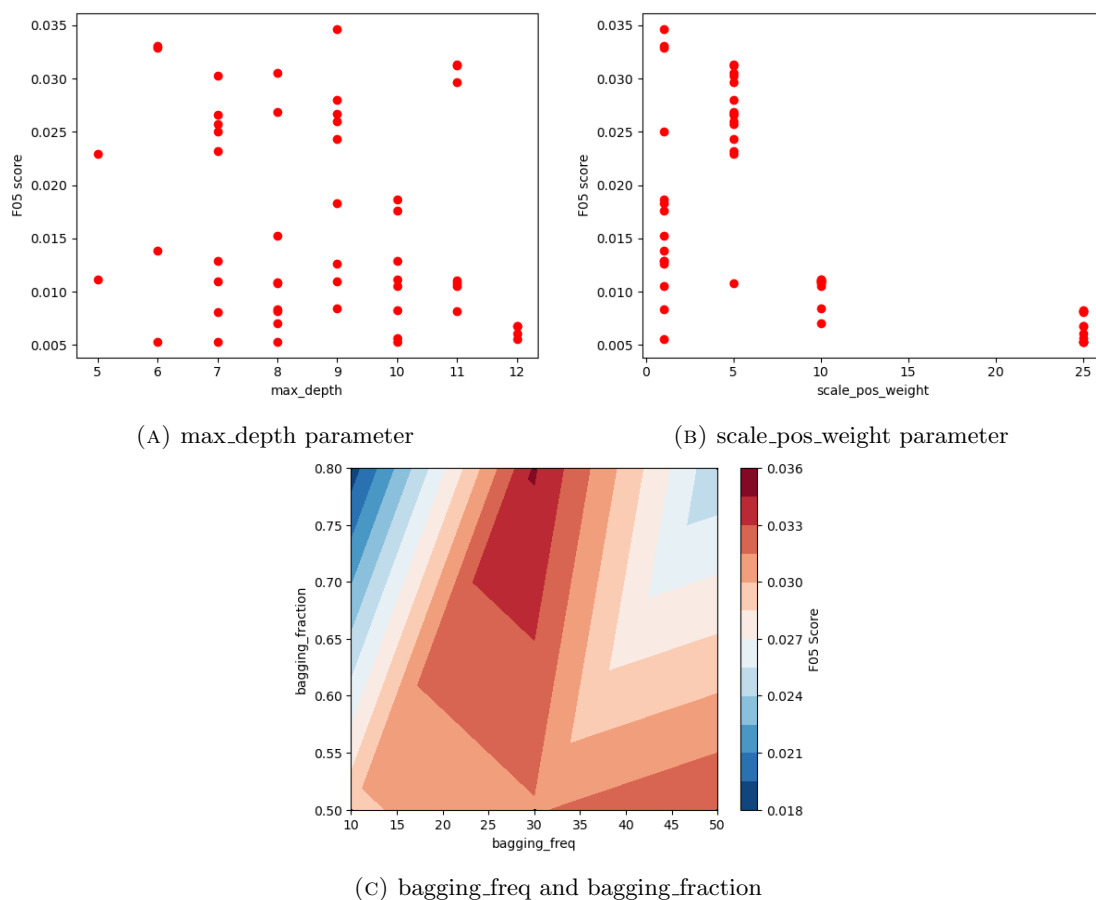 0.035
0.030
0.025
0.020
0.015
0.010
0.005
F05 score
5 6 7 8 9 10 11 12
max_depth
(A) max_depth parameter
0.035
0.030
0.025
0.020
0.015
0.010
0.005
F05 score
0 5 10 15 20 25
scale_pos_weight
(B) scale_pos_weight parameter
0.80
0.75
0.70
0.65
0.60
0.55
0.50
bagging_fraction
10 15 20 25 30 35 40 45 50
bagging_freq
0.036
0.033
0.030
0.027
0.024
0.021
0.018
F05 Score
(C) bagging_freq and bagging_fraction